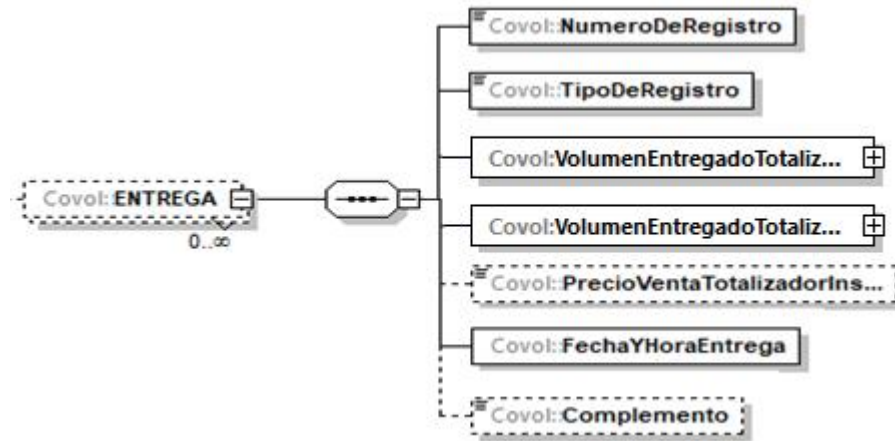 Covol::NumeroDeRegistro
Covol::TipoDeRegistro
Covol:VolumenEntregadoTotaliz...
Covol::ENTREGA
0..∞
Covol:VolumenEntregadoTotaliz...
Covol::PrecioVentaTotalizadorIns...
Covol::FechaYHoraEntrega
Covol::Complemento